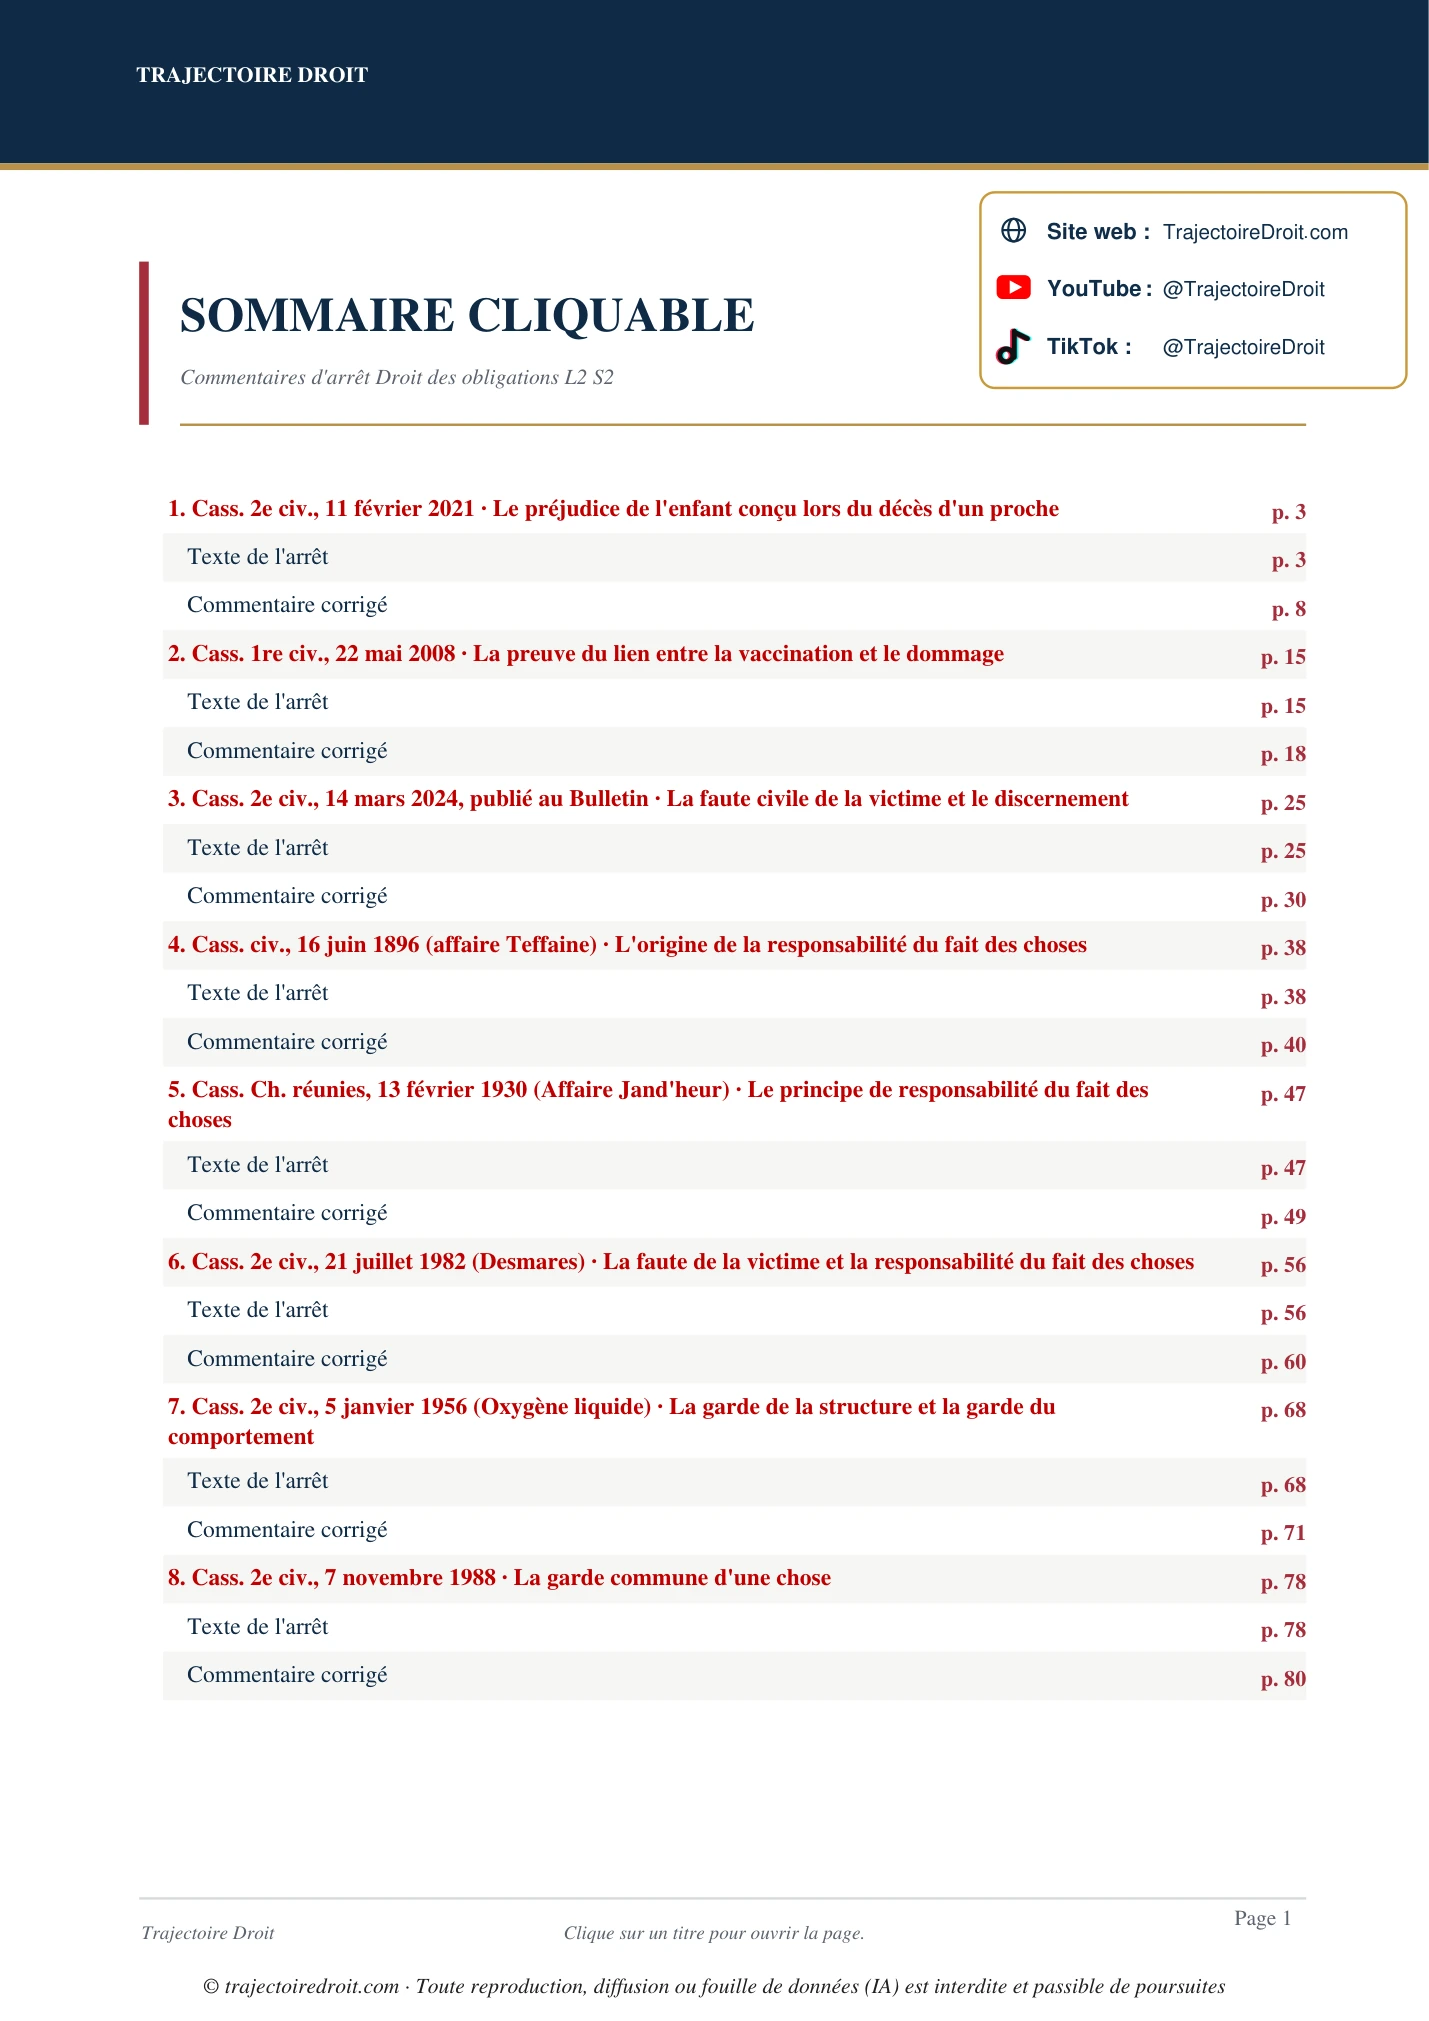 TRAJECTOIRE DROIT
Site web : TrajectoireDroit.com
YouTube : @TrajectoireDroit
TikTok : @TrajectoireDroit
SOMMAIRE CLIQUABLE
Commentaires d'arrêt Droit des obligations L2 S2
1. Cass. 2e civ., 11 février 2021 · Le préjudice de l'enfant conçu lors du décès d'un proche p. 3
Texte de l'arrêt p. 3
Commentaire corrigé p. 8
2. Cass. 1re civ., 22 mai 2008 · La preuve du lien entre la vaccination et le dommage p. 15
Texte de l'arrêt p. 15
Commentaire corrigé p. 18
3. Cass. 2e civ., 14 mars 2024, publié au Bulletin · La faute civile de la victime et le discernement p. 25
Texte de l'arrêt p. 25
Commentaire corrigé p. 30
4. Cass. civ., 16 juin 1896 (affaire Teffaine) · L'origine de la responsabilité du fait des choses p. 38
Texte de l'arrêt p. 38
Commentaire corrigé p. 40
5. Cass. Ch. réunies, 13 février 1930 (Affaire Jand'heur) · Le principe de responsabilité du fait des p. 47
choses
Texte de l'arrêt p. 47
Commentaire corrigé p. 49
6. Cass. 2e civ., 21 juillet 1982 (Desmares) · La faute de la victime et la responsabilité du fait des choses p. 56
Texte de l'arrêt p. 56
Commentaire corrigé p. 60
7. Cass. 2e civ., 5 janvier 1956 (Oxygène liquide) · La garde de la structure et la garde du p. 68
comportement
Texte de l'arrêt p. 68
Commentaire corrigé p. 71
8. Cass. 2e civ., 7 novembre 1988 · La garde commune d'une chose p. 78
Texte de l'arrêt p. 78
Commentaire corrigé p. 80
Trajectoire Droit Clique sur un titre pour ouvrir la page. Page 1
© trajectoiredroit.com · Toute reproduction, diffusion ou fouille de données (IA) est interdite et passible de poursuites